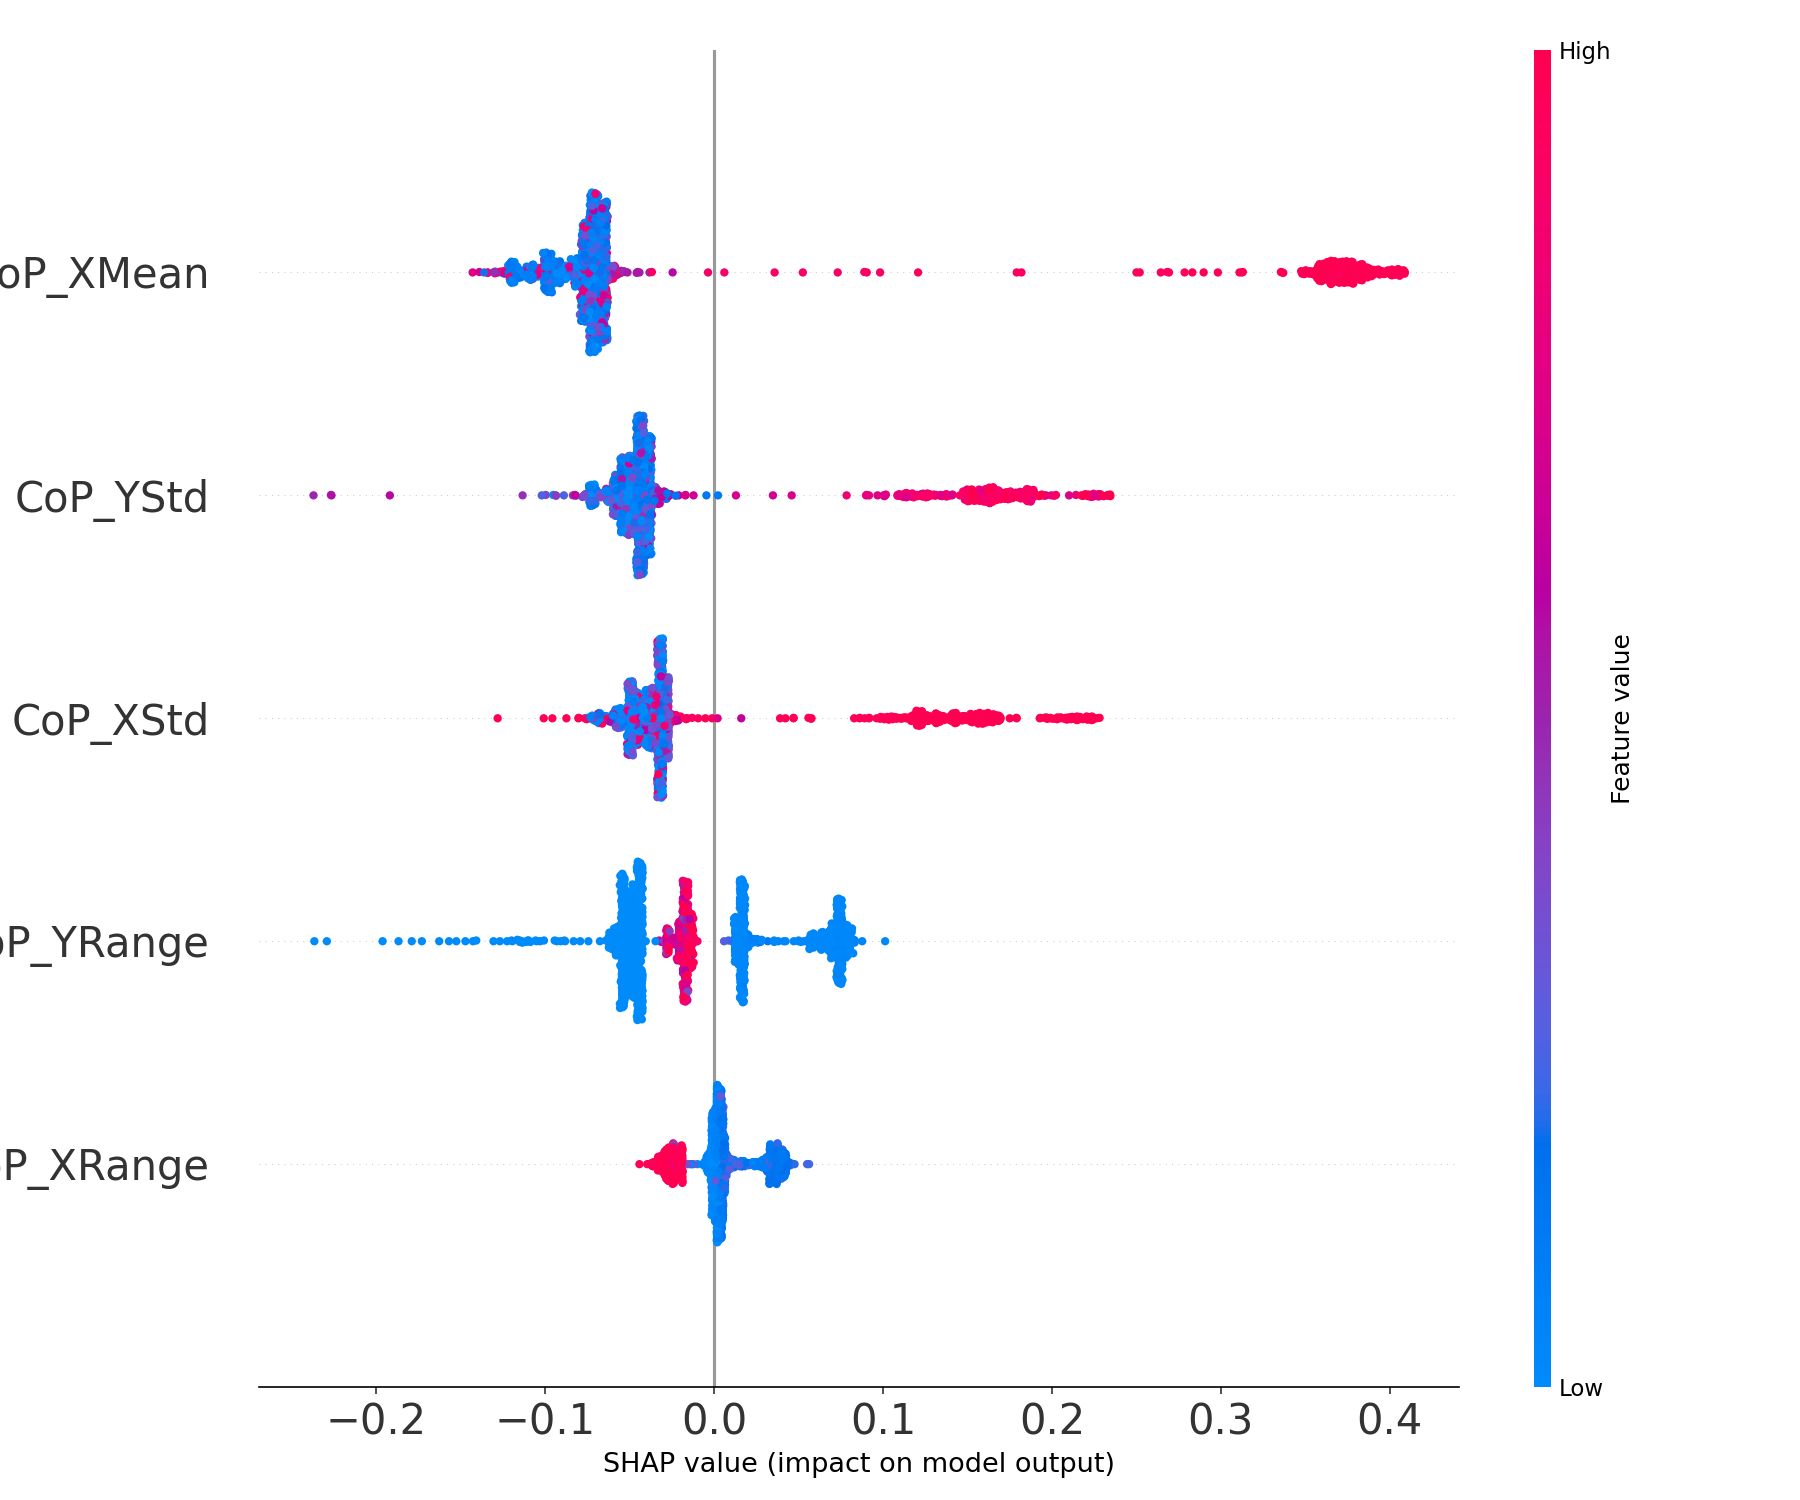 High
oP_XMean
CoP_YStd
CoP_XStd
oP_YRange
P_XRange
Feature value
Low
−0.2 −0.1 0.0 0.1 0.2 0.3 0.4
SHAP value (impact on model output)